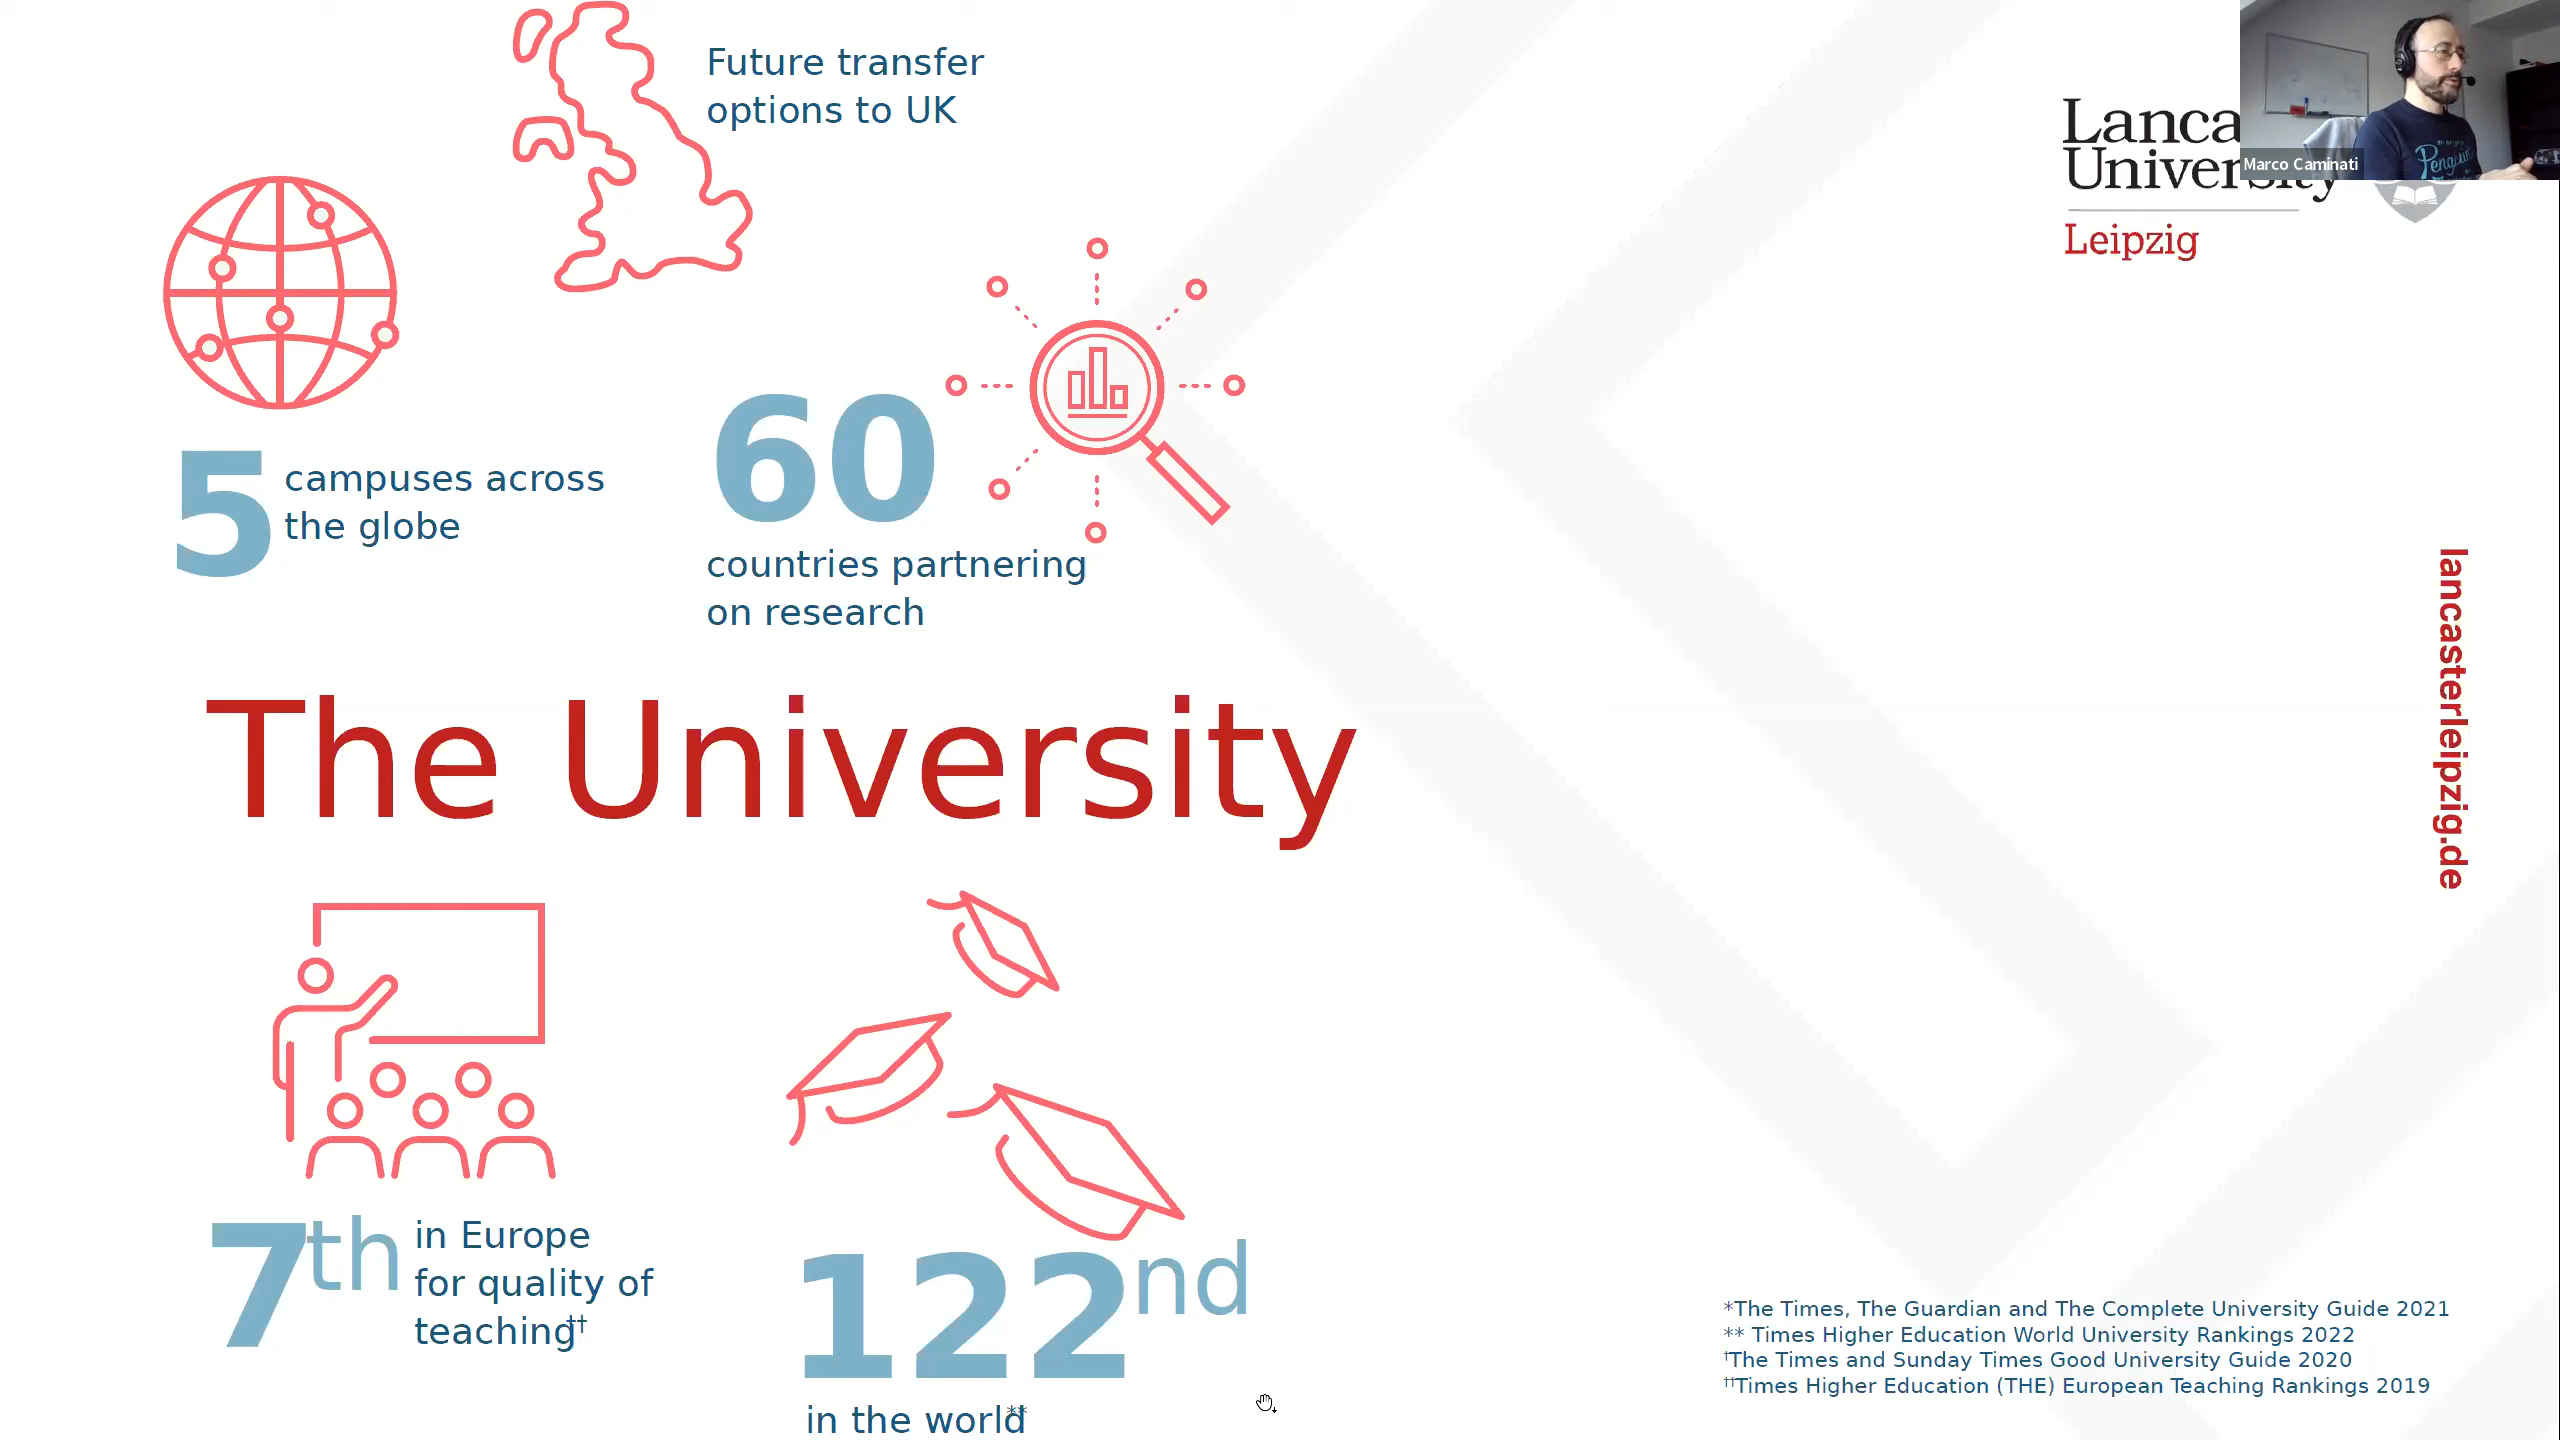 Future transfer
options to UK
5
campuses across
the globe
60
countries partnering
on research
Lanca
University
Leipzig
Marco Caminati
Penguin
The University
lancasterleipzig.de
7th
in Europe
for quality of
teaching††
122nd
in the world**
*The Times, The Guardian and The Complete University Guide 2021
** Times Higher Education World University Rankings 2022
†The Times and Sunday Times Good University Guide 2020
††Times Higher Education (THE) European Teaching Rankings 2019